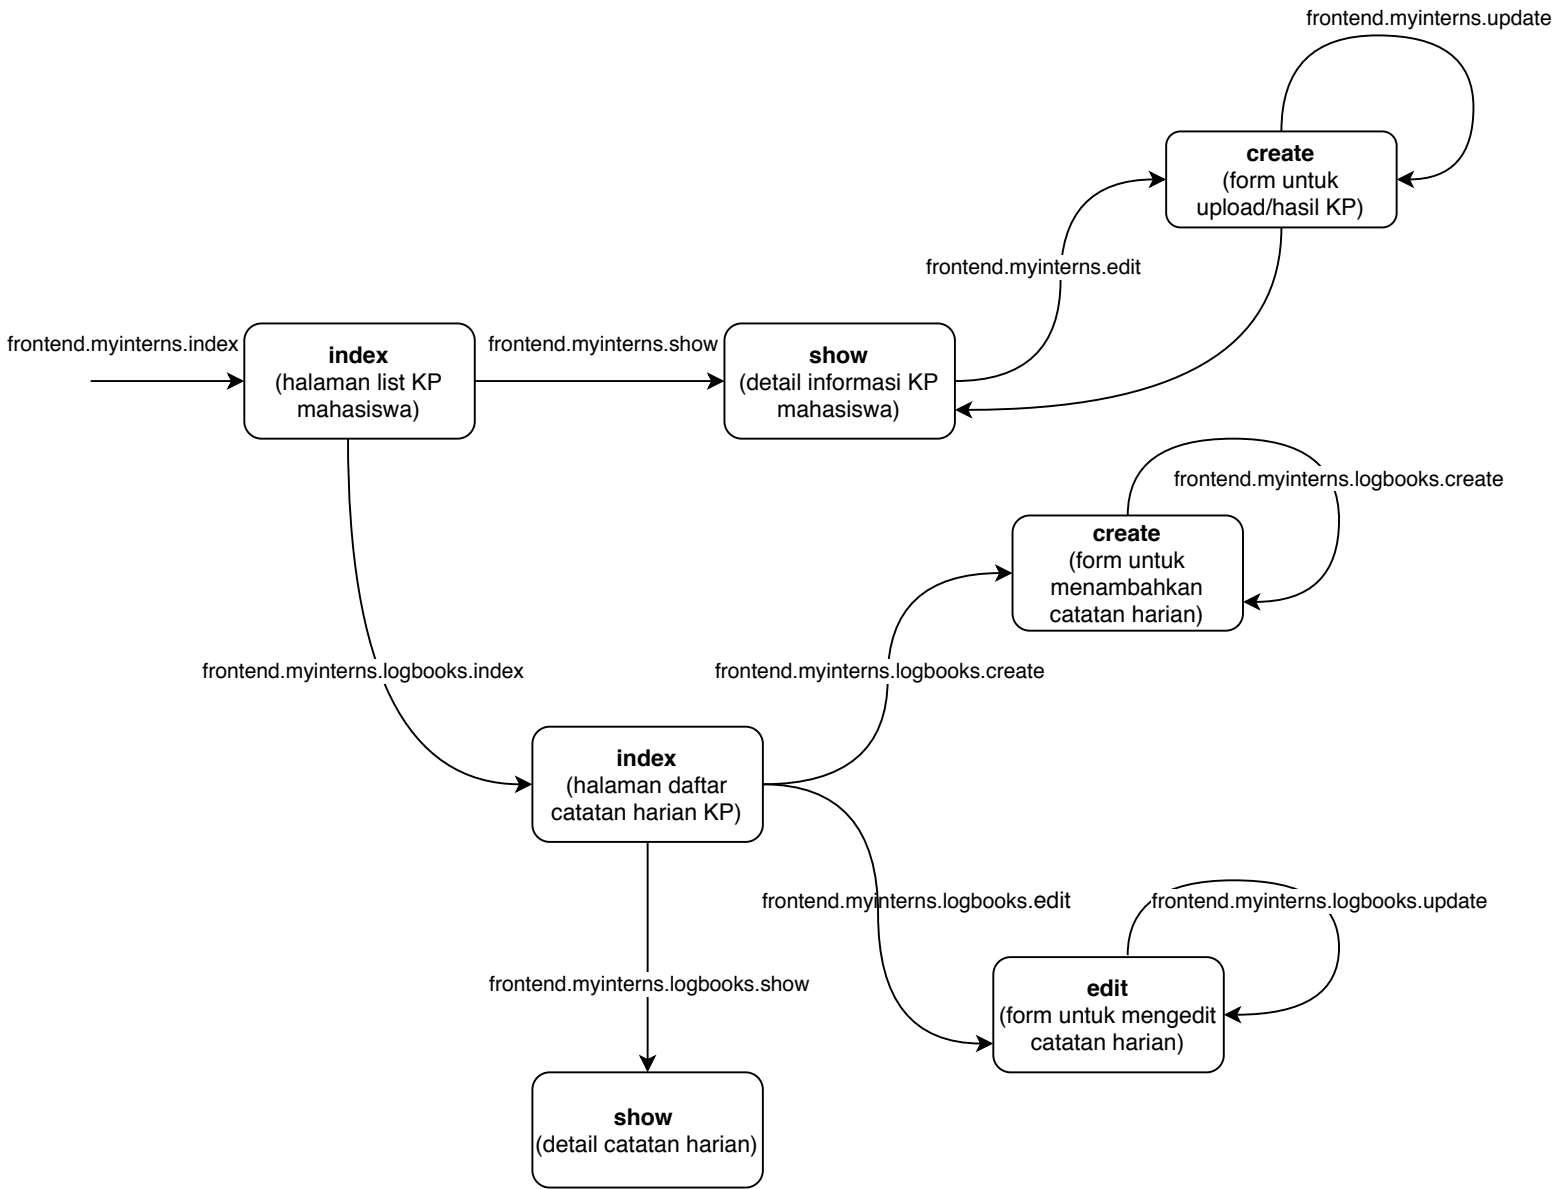 frontend.myinterns.update
create
(form untuk
upload/hasil KP)
frontend.myinterns.edit
frontend.myinterns.index
index
(halaman list KP
mahasiswa)
frontend.myinterns.show
show
(detail informasi KP
mahasiswa)
frontend.myinterns.logbooks.create
create
(form untuk
menambahkan
catatan harian)
frontend.myinterns.logbooks.index
frontend.myinterns.logbooks.create
index
(halaman daftar
catatan harian KP)
frontend.myinterns.logbooks.edit
frontend.myinterns.logbooks.update
edit
(form untuk mengedit
catatan harian)
frontend.myinterns.logbooks.show
show
(detail catatan harian)